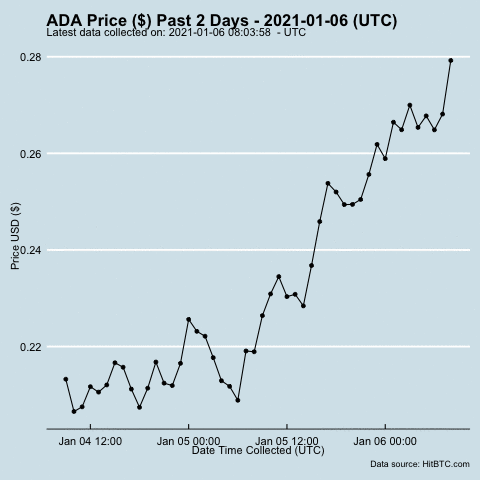 ADA Price ($) Past 2 Days - 2021-01-06 (UTC)
Latest data collected on: 2021-01-06 08:03:58 - UTC
0.28
0.26
0.24
0.22
Price USD ($)
Jan 04 12:00 Jan 05 00:00 Jan 05 12:00 Jan 06 00:00
Date Time Collected (UTC)
Data source: HitBTC.com